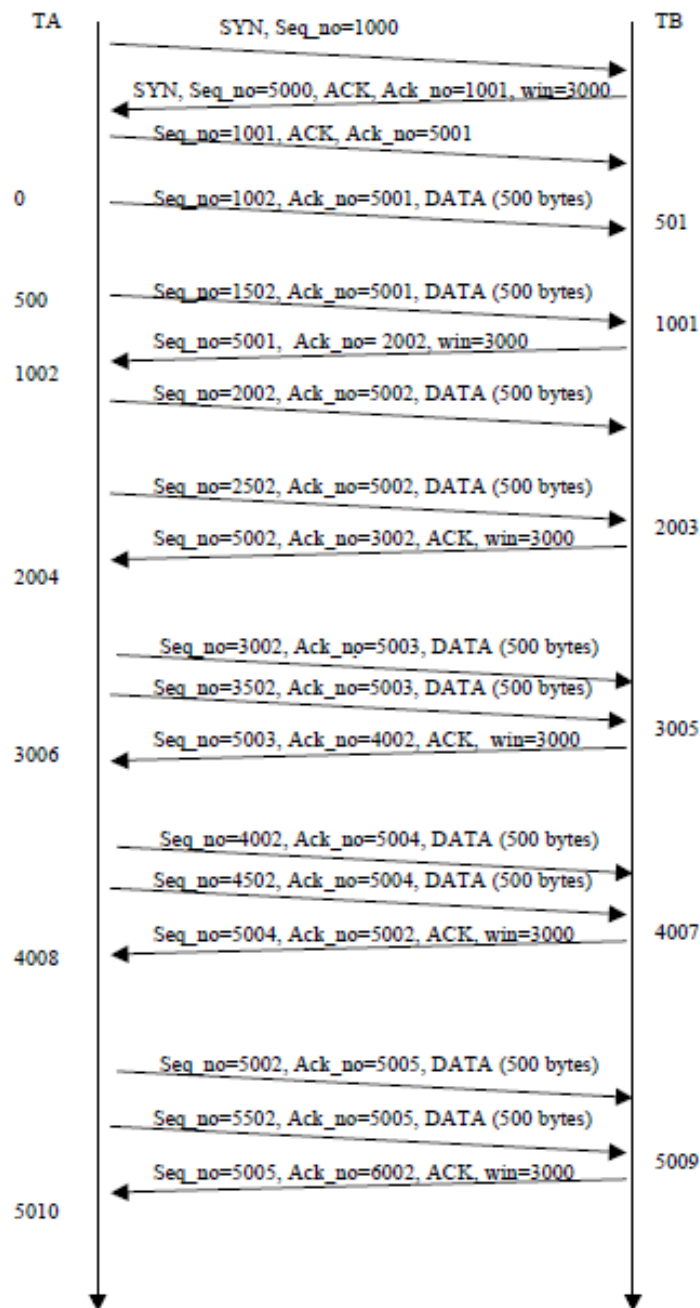 TA
TB
SYN, Seq_no=1000
SYN, Seq_no=5000, ACK, Ack_no=1001, win=3000
Seq_no=1001, ACK, Ack_no=5001
0
Seq_no=1002, Ack_no=5001, DATA (500 bytes)
501
500
Seq_no=1502, Ack_no=5001, DATA (500 bytes)
1001
Seq_no=5001, Ack_no= 2002, win=3000
1002
Seq_no=2002, Ack_no=5002, DATA (500 bytes)
Seq_no=2502, Ack_no=5002, DATA (500 bytes)
2003
Seq_no=5002, Ack_no=3002, ACK, win=3000
2004
Seq_no=3002, Ack_no=5003, DATA (500 bytes)
Seq_no=3502, Ack_no=5003, DATA (500 bytes)
3005
Seq_no=5003, Ack_no=4002, ACK, win=3000
3006
Seq_no=4002, Ack_no=5004, DATA (500 bytes)
Seq_no=4502, Ack_no=5004, DATA (500 bytes)
4007
Seq_no=5004, Ack_no=5002, ACK, win=3000
4008
Seq_no=5002, Ack_no=5005, DATA (500 bytes)
Seq_no=5502, Ack_no=5005, DATA (500 bytes)
5009
Seq_no=5005, Ack_no=6002, ACK, win=3000
5010